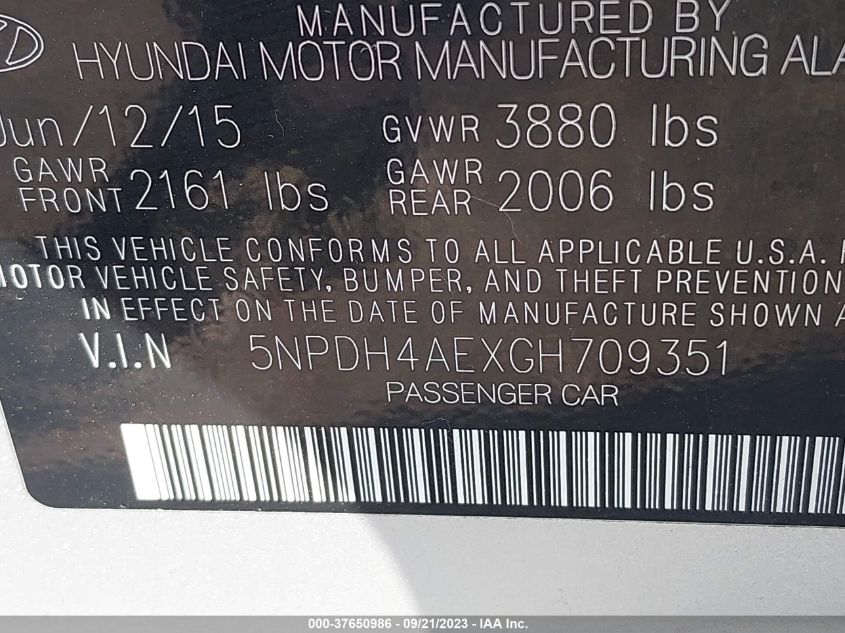 MANUFACTURED BY
HYUNDAI MOTOR MANUFACTURING ALA
Jun/12/15 GVWR 3880 lbs
GAWR FRONT 2161 lbs GAWR REAR 2006 lbs
THIS VEHICLE CONFORMS TO ALL APPLICABLE U.S.A.
MOTOR VEHICLE SAFETY, BUMPER, AND THEFT PREVENTION
IN EFFECT ON THE DATE OF MANUFACTURE SHOWN A
V.I.N 5NPDH4AEXGH709351
PASSENGER CAR
000-37650986 - 09/21/2023 - IAA Inc.